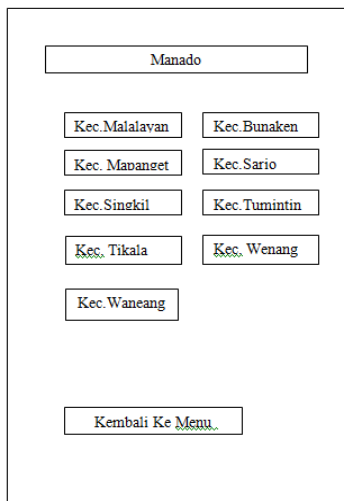 Manado
Kec.Malalayan Kec.Bunaken
Kec. Mapanget Kec.Sario
Kec.Singkil Kec.Tumintin
Kec. Tikala Kec. Wenang
Kec.Waneang
Kembali Ke Menu